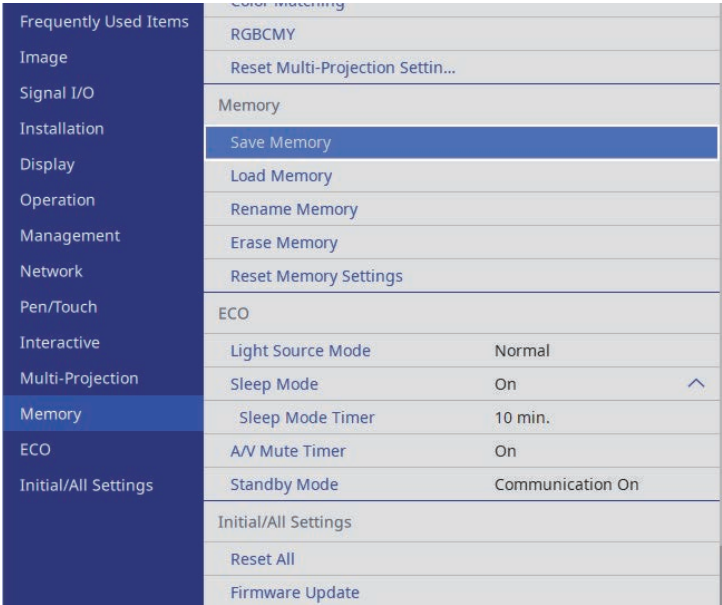 Frequently Used Items
Image
Signal I/O
Installation
Display
Operation
Management
Network
Pen/Touch
Interactive
Multi-Projection
Memory
ECO
Initial/All Settings
Color Matching
RGBCMY
Reset Multi-Projection Settin...
Memory
Save Memory
Load Memory
Rename Memory
Erase Memory
Reset Memory Settings
ECO
Light Source Mode Normal
Sleep Mode On
Sleep Mode Timer 10 min.
A/V Mute Timer On
Standby Mode Communication On
Initial/All Settings
Reset All
Firmware Update